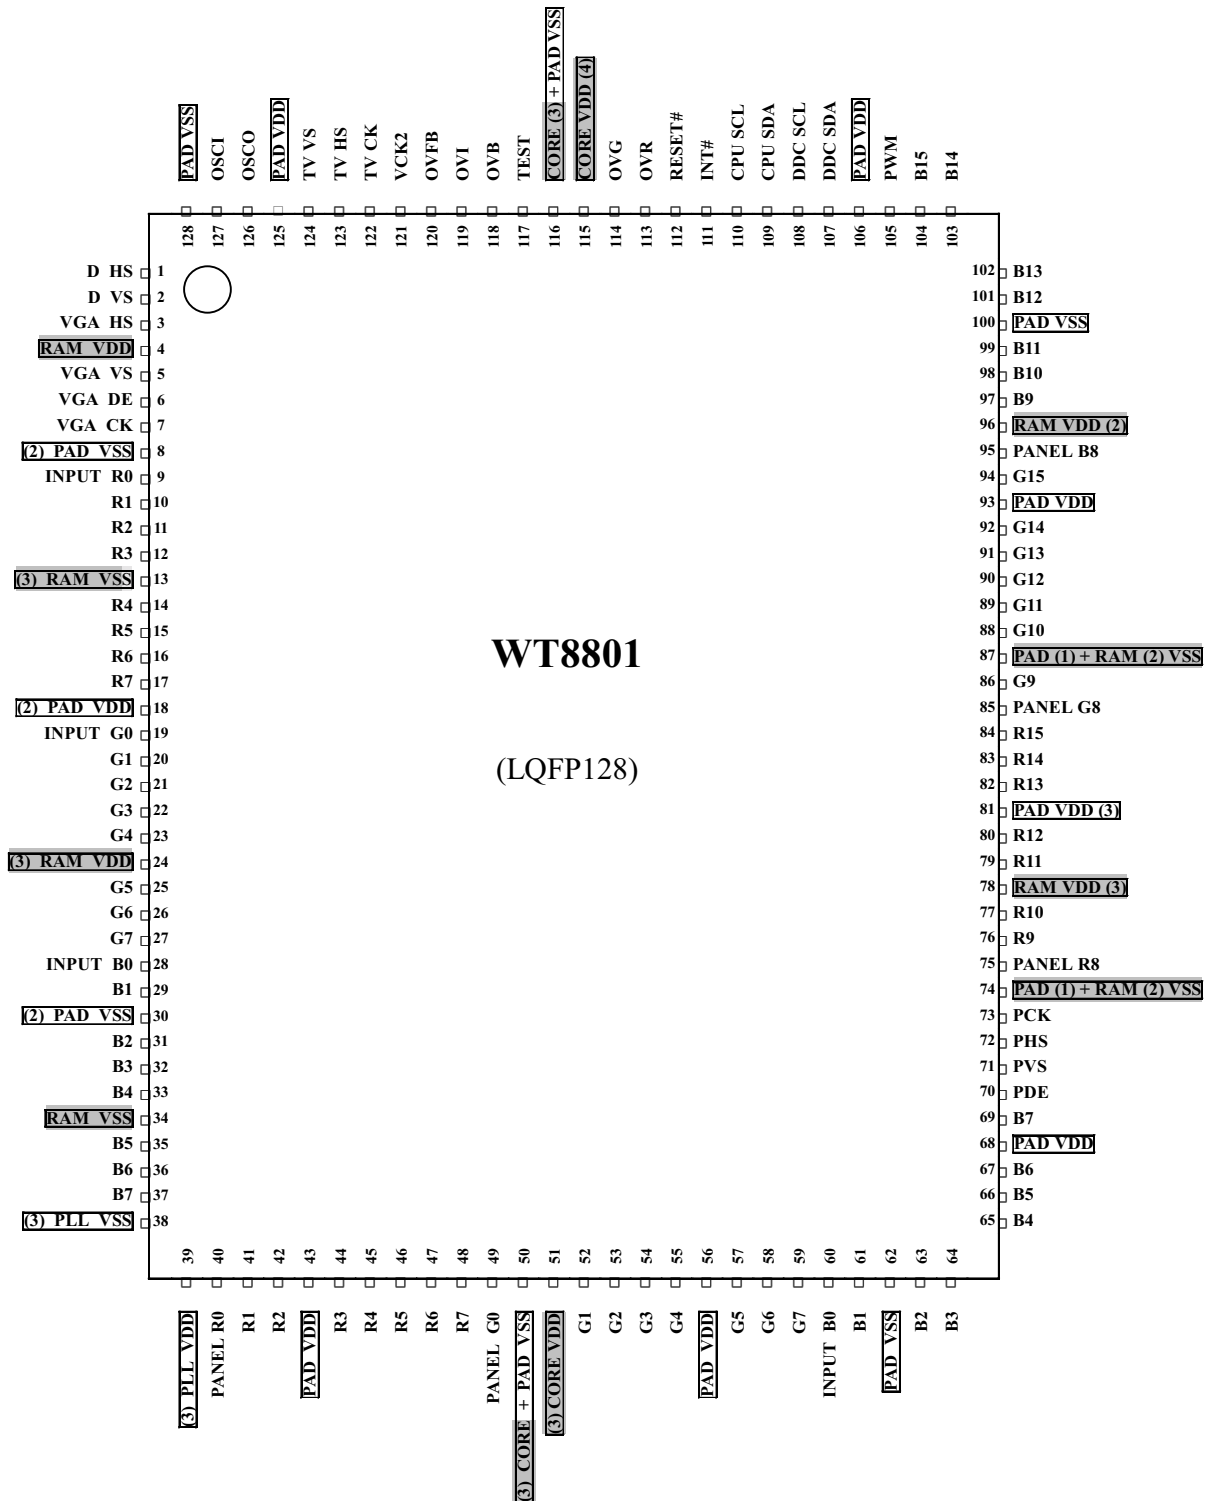 PAD VSS
OSCI
OSCO
PAD VDD
TV VS
TV HS
TV CK
VCK2
OVFB
OVI
OVB
TEST
CORE (3) + PAD VSS
CORE VDD (4)
OVG
OVR
RESET#
INT#
CPU SCL
CPU SDA
DDC SCL
DDC SDA
PAD VDD
PWM
B15
B14
128
127
126
125
124
123
122
121
120
119
118
117
116
115
114
113
112
111
110
109
108
107
106
105
104
103
D HS 1
D VS 2
VGA HS 3
RAM VDD 4
VGA VS 5
VGA DE 6
VGA CK 7
(2) PAD VSS 8
INPUT R0 9
R1 10
R2 11
R3 12
(3) RAM VSS 13
R4 14
R5 15
R6 16
R7 17
(2) PAD VDD 18
INPUT G0 19
G1 20
G2 21
G3 22
G4 23
(3) RAM VDD 24
G5 25
G6 26
G7 27
INPUT B0 28
B1 29
(2) PAD VSS 30
B2 31
B3 32
B4 33
RAM VSS 34
B5 35
B6 36
B7 37
(3) PLL VSS 38
WT8801
(LQFP128)
102 B13
101 B12
100 PAD VSS
99 B11
98 B10
97 B9
96 RAM VDD (2)
95 PANEL B8
94 G15
93 PAD VDD
92 G14
91 G13
90 G12
89 G11
88 G10
87 PAD (1) + RAM (2) VSS
86 G9
85 PANEL G8
84 R15
83 R14
82 R13
81 PAD VDD (3)
80 R12
79 R11
78 RAM VDD (3)
77 R10
76 R9
75 PANEL R8
74 PAD (1) + RAM (2) VSS
73 PCK
72 PHS
71 PVS
70 PDE
69 B7
68 PAD VDD
67 B6
66 B5
65 B4
39
40
41
42
43
44
45
46
47
48
49
50
51
52
53
54
55
56
57
58
59
60
61
62
63
64
(3) PLL VDD
PANEL R0
R1
R2
PAD VDD
R3
R4
R5
R6
R7
PANEL G0
(3) CORE + PAD VSS
(3) CORE VDD
G1
G2
G3
G4
PAD VDD
G5
G6
G7
INPUT B0
B1
PAD VSS
B2
B3